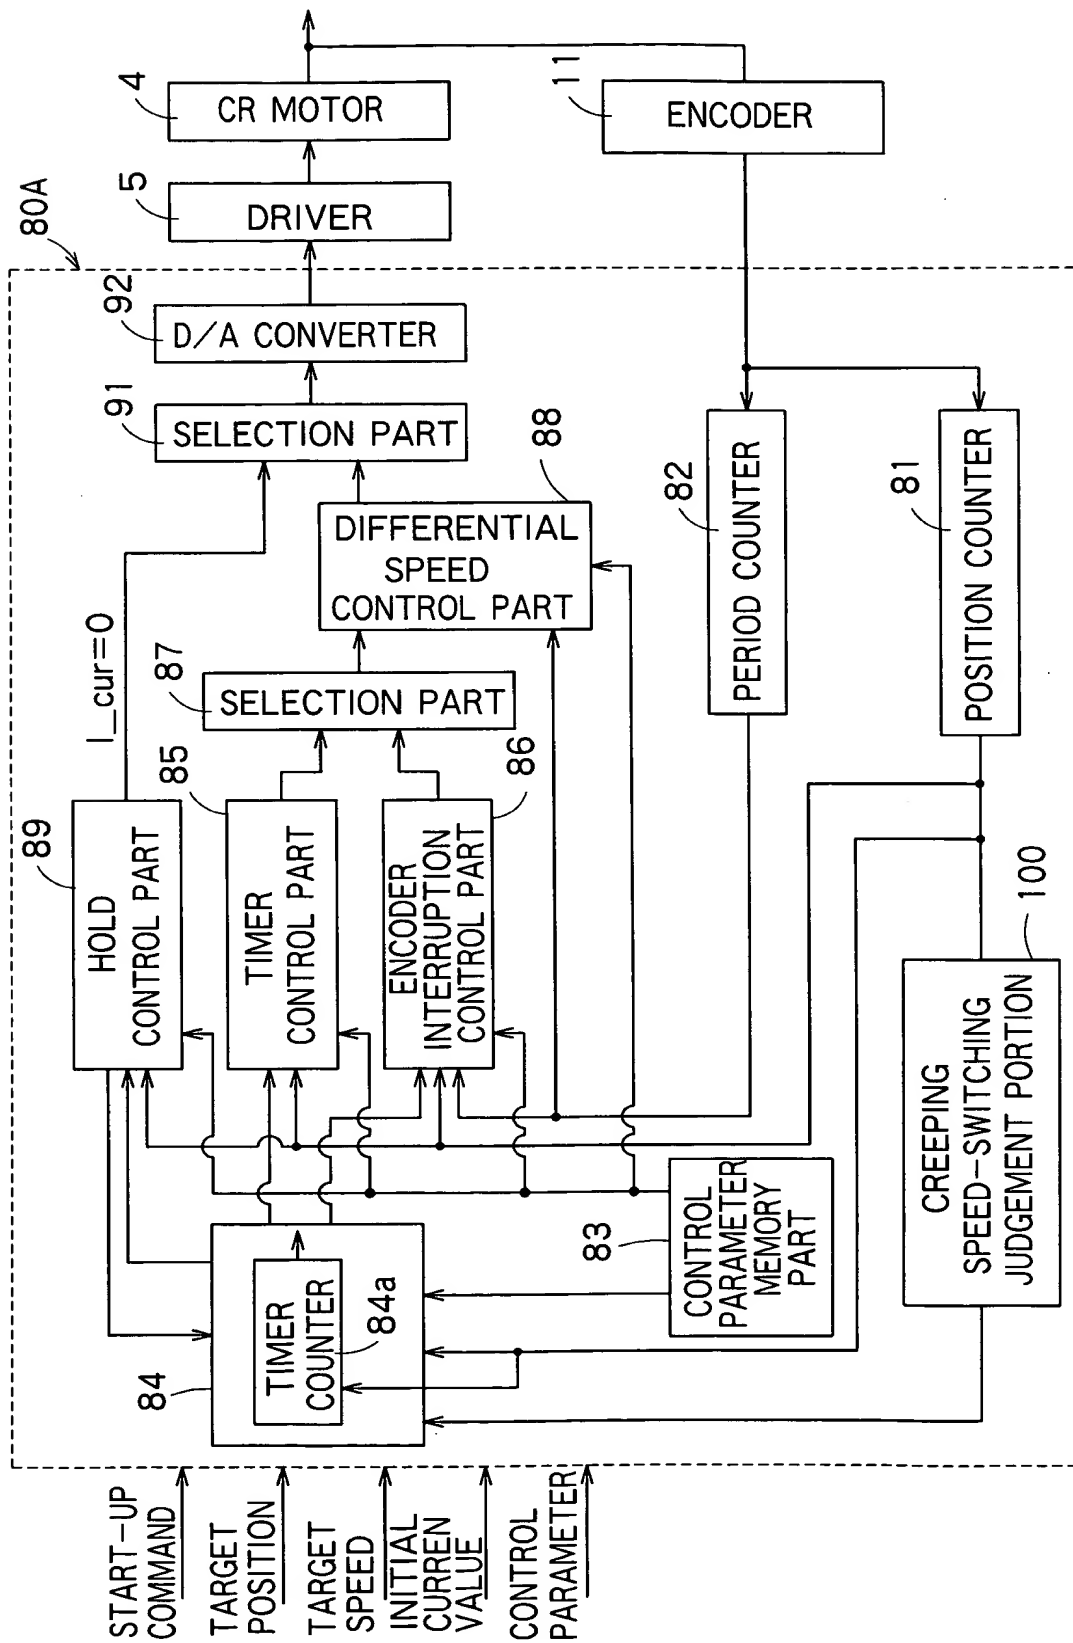 80A
START-UP
COMMAND
TARGET
POSITION
TARGET
SPEED
INITIAL
CURREN
VALUE
CONTROL
PARAMETER
84
TIMER
COUNTER
84a
89
HOLD
CONTROL PART
I_cur=0
85
TIMER
CONTROL PART
86
ENCODER
INTERRUPTION
CONTROL PART
87
SELECTION PART
88
DIFFERENTIAL
SPEED
CONTROL PART
91
SELECTION PART
92
D/A CONVERTER
5
DRIVER
4
CR MOTOR
11
ENCODER
83
CONTROL
PARAMETER
MEMORY
PART
82
PERIOD COUNTER
81
POSITION COUNTER
100
CREEPING
SPEED-SWITCHING
JUDGEMENT PORTION